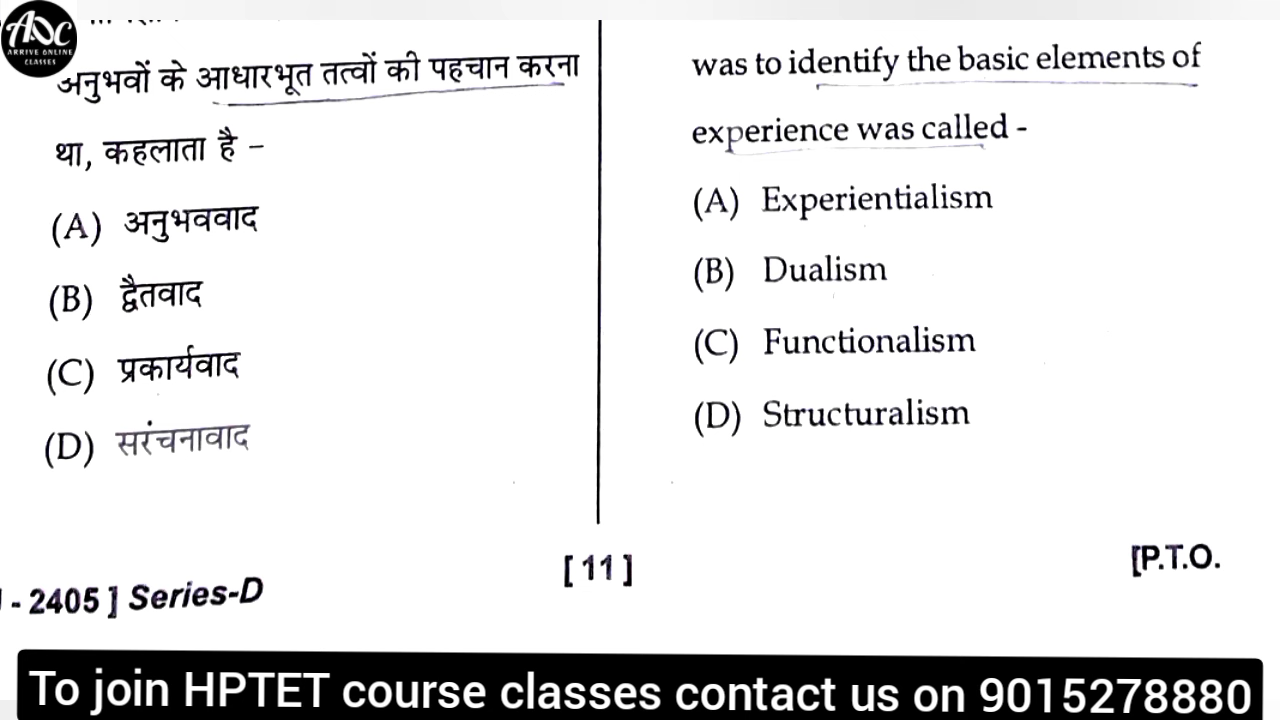 ADC
ARRIVE ONLINE
CLASSES
अनुभवों के आधारभूत तत्वों की पहचान करना
था, कहलाता है –
(A) अनुभववाद
(B) द्वैतवाद
(C) प्रकार्यवाद
(D) सरंचनावाद
was to identify the basic elements of
experience was called -
(A) Experientialism
(B) Dualism
(C) Functionalism
(D) Structuralism
- 2405 ] Series-D
[ 11 ]
[P.T.O.
To join HPTET course classes contact us on 9015278880